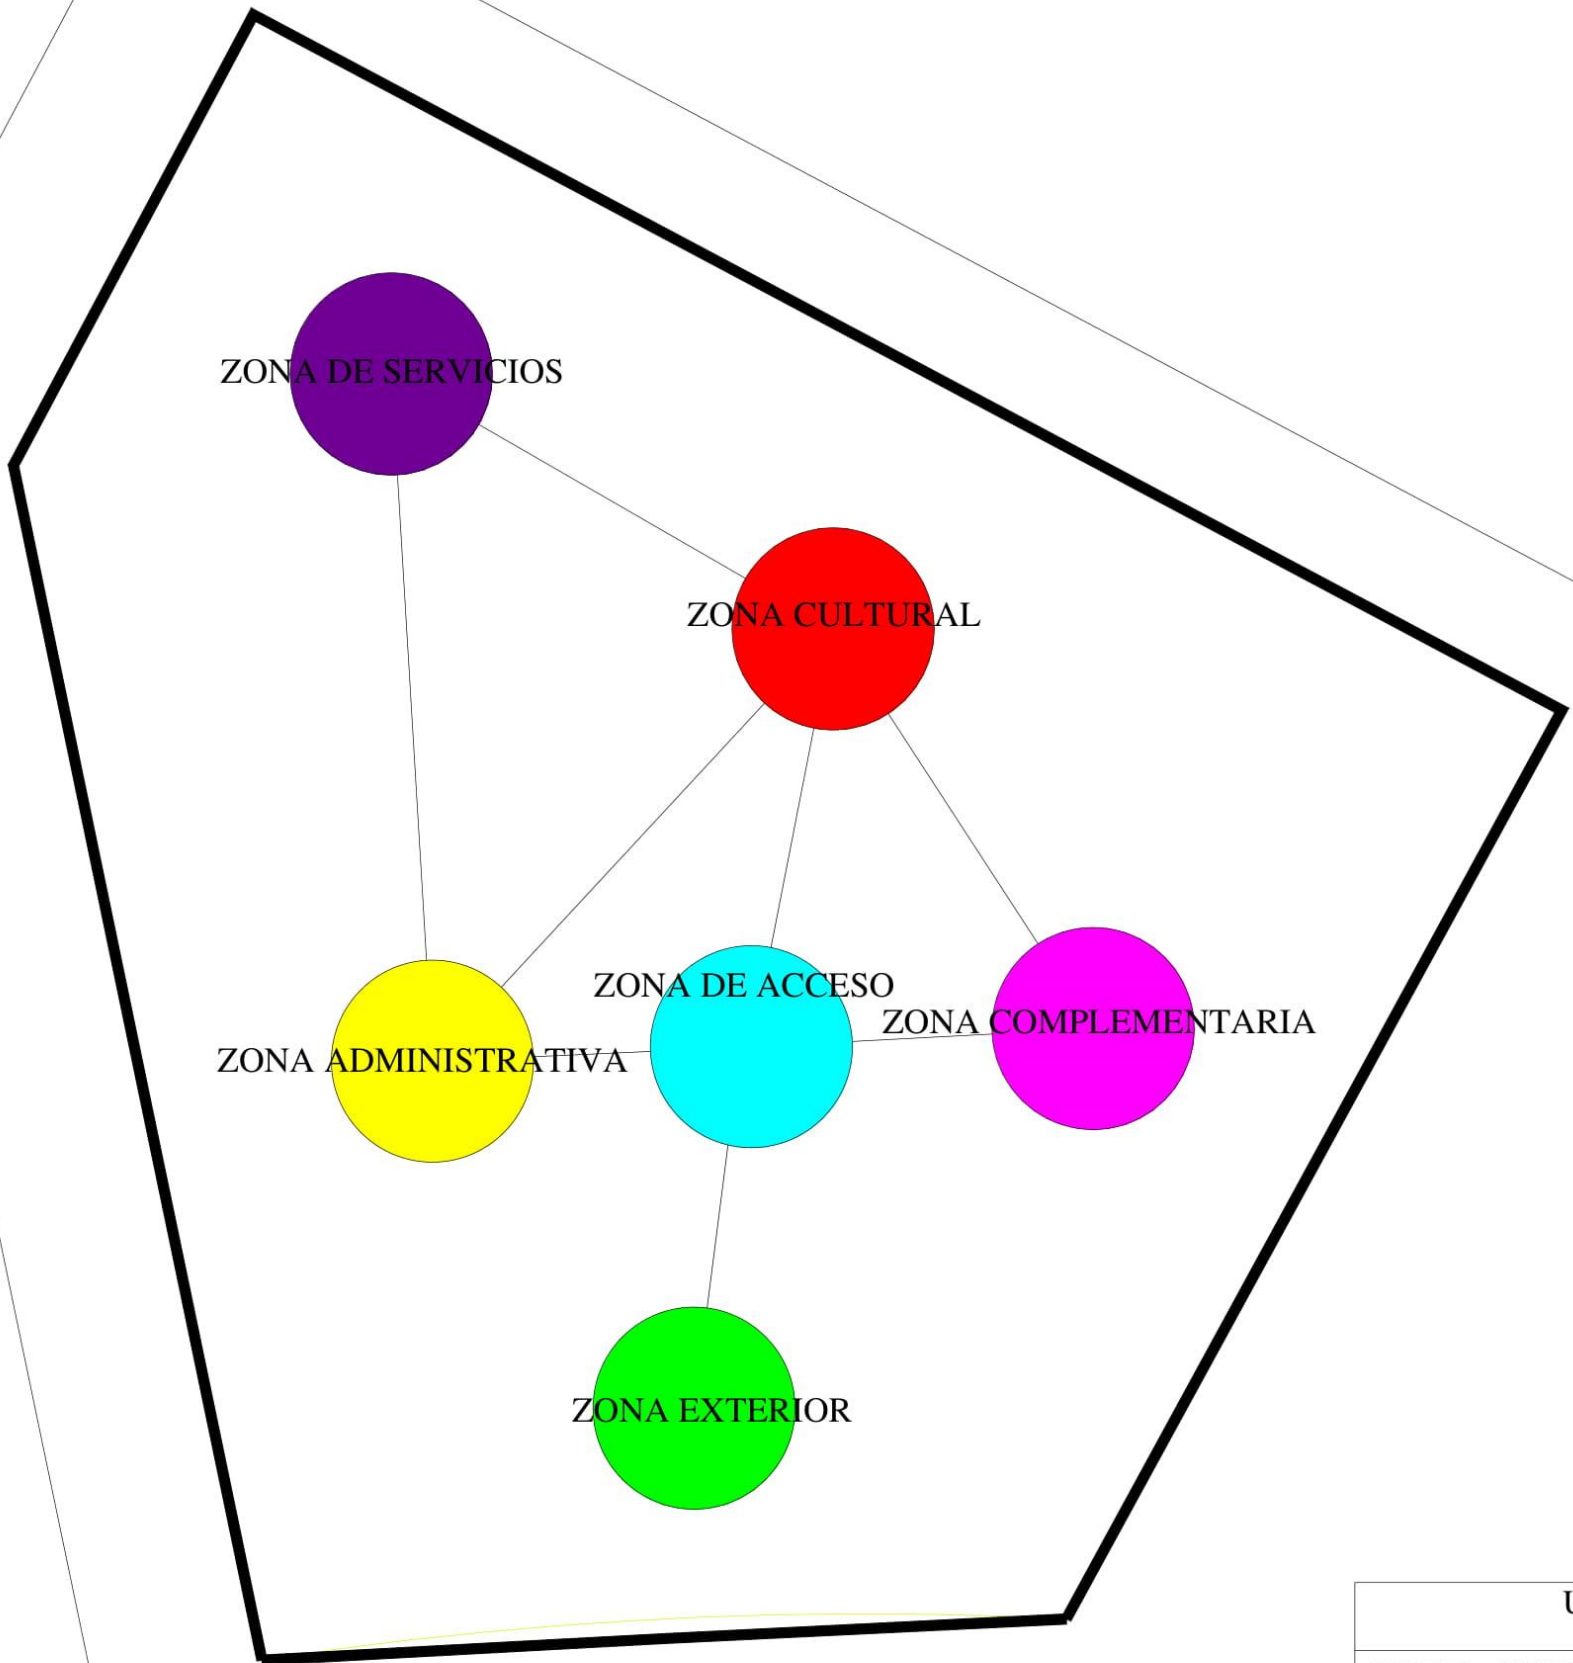 ZONA DE SERVICIOS
ZONA CULTURAL
ZONA DE ACCESO
ZONA COMPLEMENTARIA
ZONA ADMINISTRATIVA
ZONA EXTERIOR